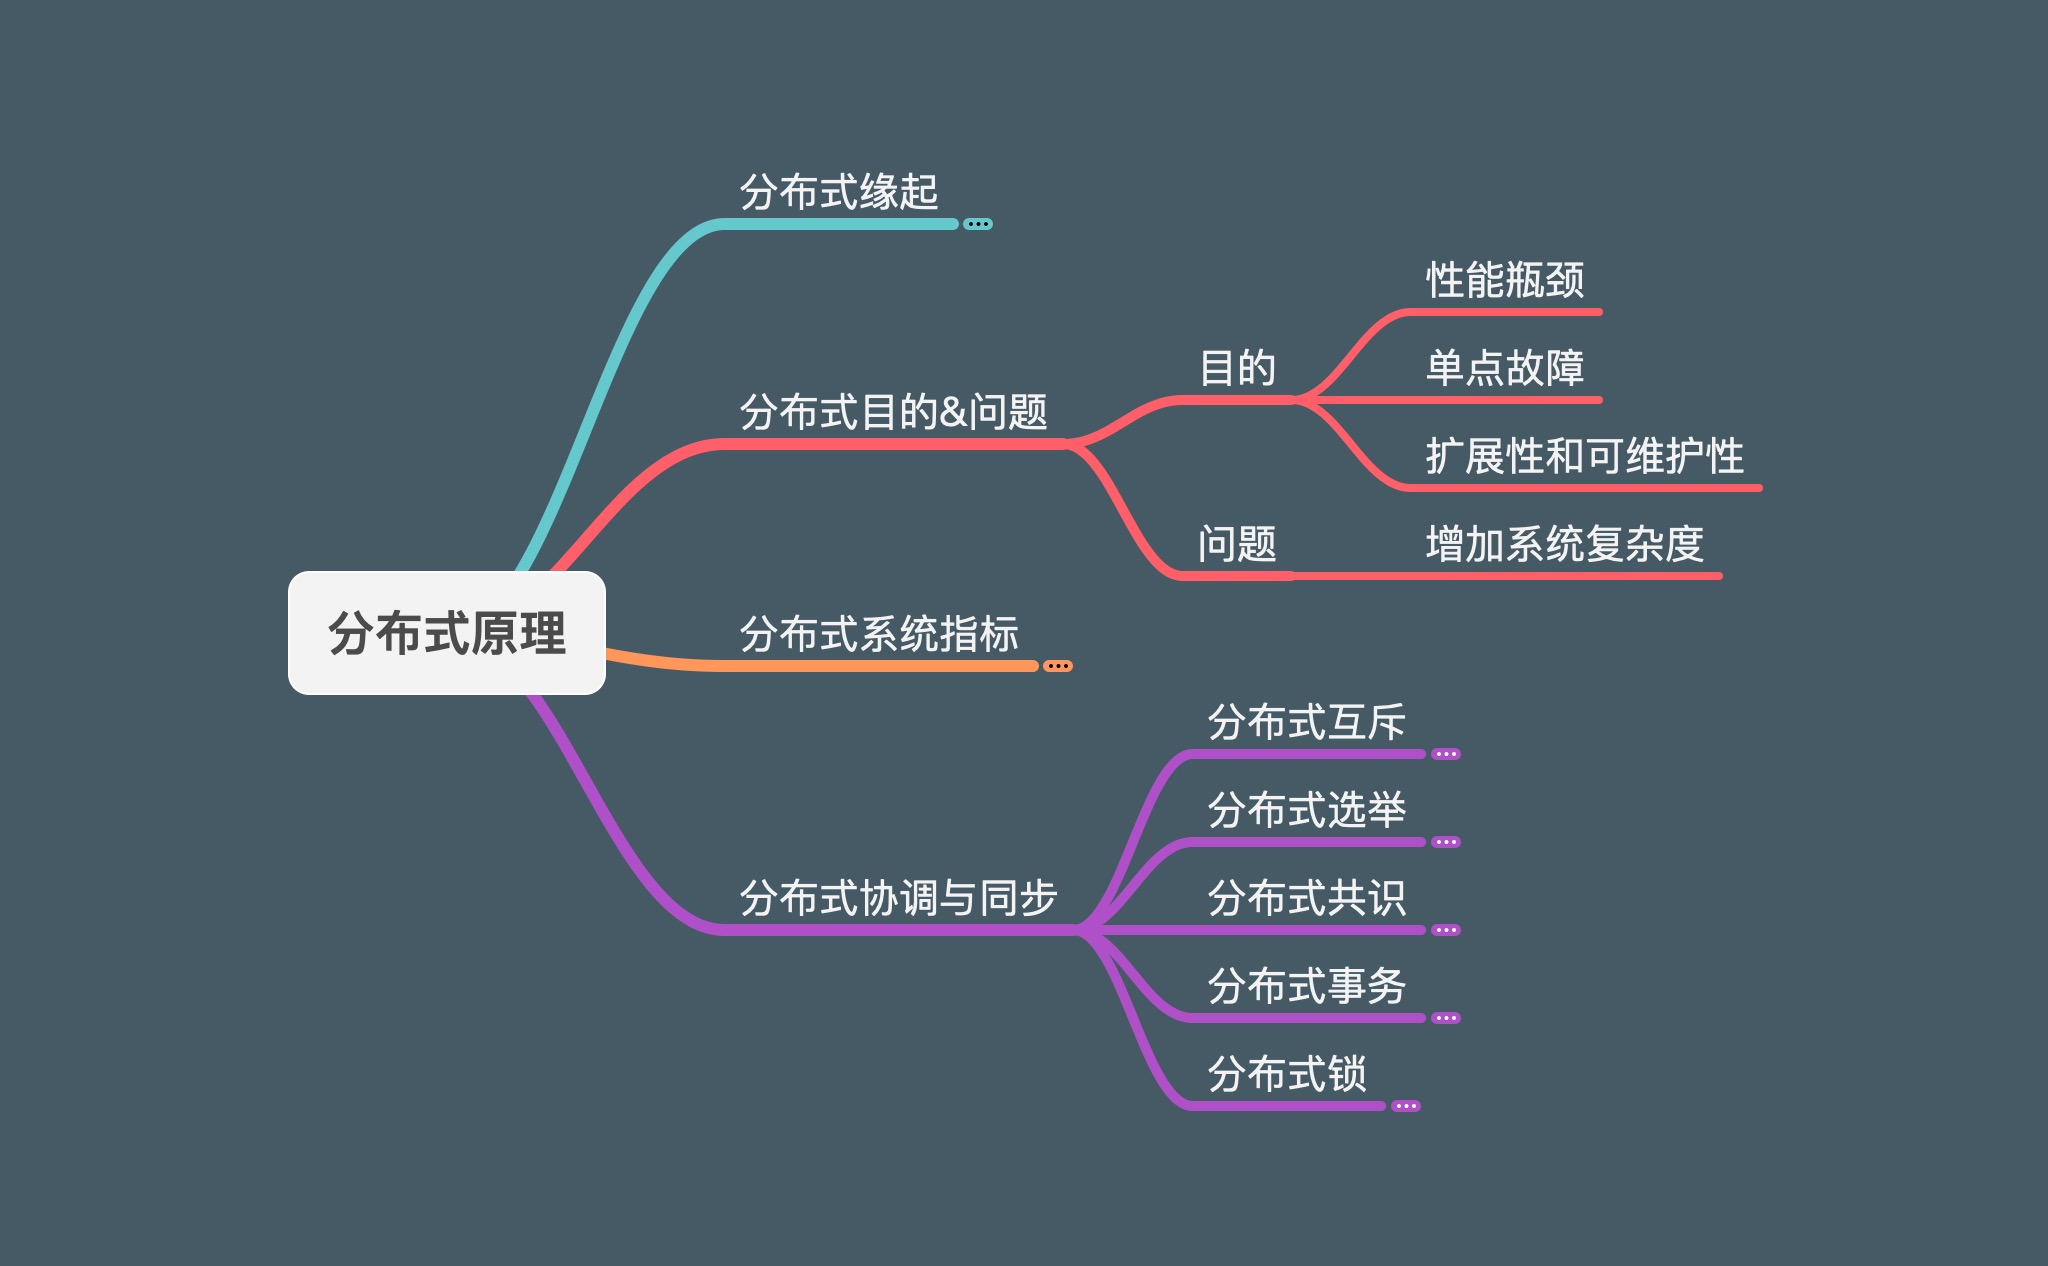 分布式原理
分布式缘起
分布式目的&问题
目的
性能瓶颈
单点故障
扩展性和可维护性
问题
增加系统复杂度
分布式系统指标
分布式协调与同步
分布式互斥
分布式选举
分布式共识
分布式事务
分布式锁